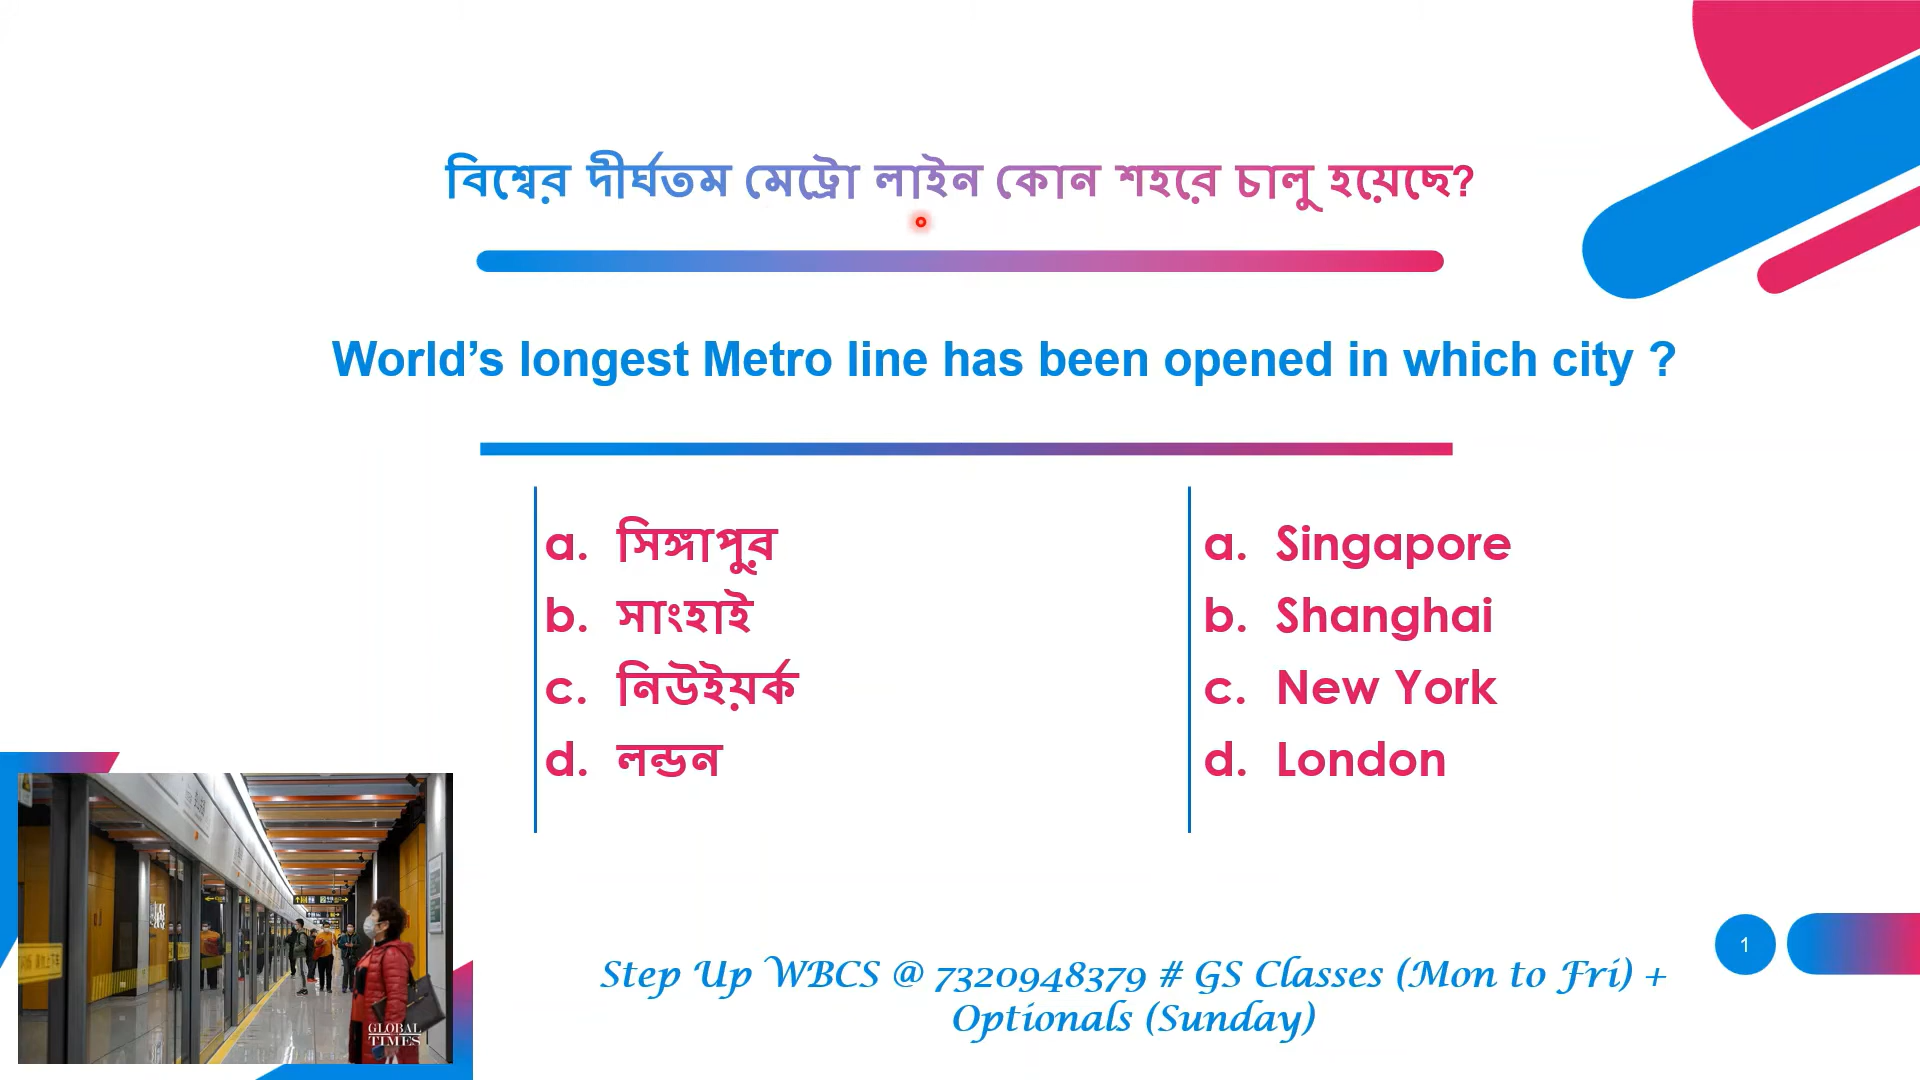 বিশ্বের দীর্ঘতম মেট্রো লাইন কোন শহরে চালু হয়েছে?
World's longest Metro line has been opened in which city ?
a. সিঙ্গাপুর
b. সাংহাই
c. নিউইয়র্ক
d. লন্ডন
a. Singapore
b. Shanghai
c. New York
d. London
GLOBAL
TIMES
1
Step Up WBCS @ 7320948379 # GS Classes (Mon to Fri) +
Optionals (Sunday)